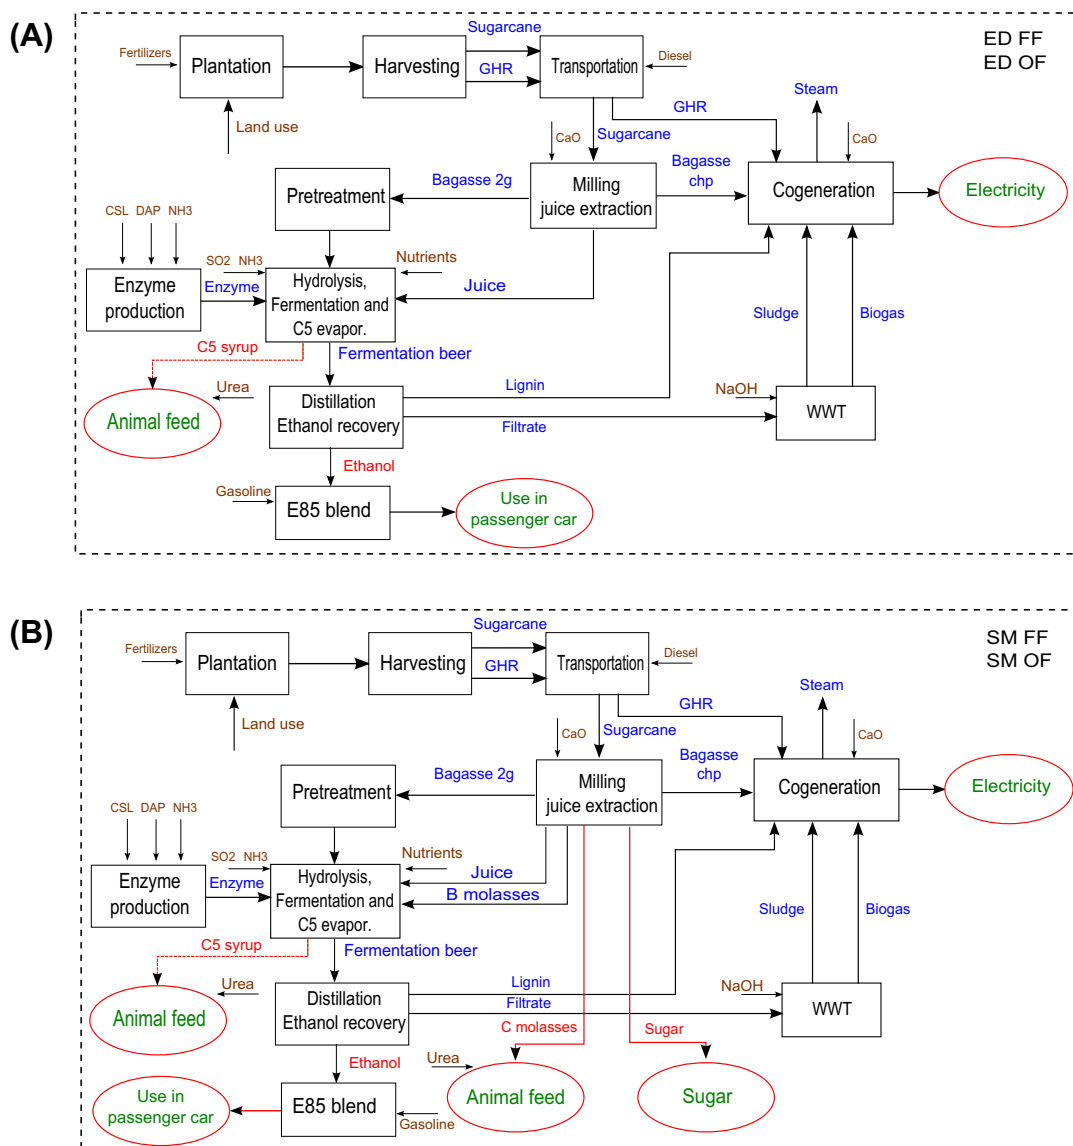 (A)
ED FF
ED OF
Sugarcane
Fertilizers
Plantation
Harvesting
GHR
Transportation
Diesel
Land use
Steam
GHR
CaO
Sugarcane
CaO
Pretreatment
Bagasse 2g
Milling
juice extraction
Bagasse
chp
Cogeneration
Electricity
CSL DAP NH3
SO2 NH3
Nutrients
Enzyme
production
Enzyme
Hydrolysis,
Fermentation and
C5 evapor.
Juice
Sludge
Biogas
C5 syrup
Fermentation beer
Animal feed
Urea
Distillation
Ethanol recovery
Lignin
Filtrate
NaOH
WWT
Ethanol
Gasoline
E85 blend
Use in
passenger car
(B)
SM FF
SM OF
Sugarcane
Fertilizers
Plantation
Harvesting
GHR
Transportation
Diesel
Land use
Steam
GHR
CaO
Sugarcane
CaO
Pretreatment
Bagasse 2g
Milling
juice extraction
Bagasse
chp
Cogeneration
Electricity
CSL DAP NH3
SO2 NH3
Nutrients
Enzyme
production
Enzyme
Hydrolysis,
Fermentation and
C5 evapor.
Juice
B molasses
Sludge
Biogas
C5 syrup
Fermentation beer
Animal feed
Urea
Distillation
Ethanol recovery
Lignin
Filtrate
NaOH
WWT
C molasses
Sugar
Ethanol
Urea
Use in
passenger car
E85 blend
Gasoline
Animal feed
Sugar